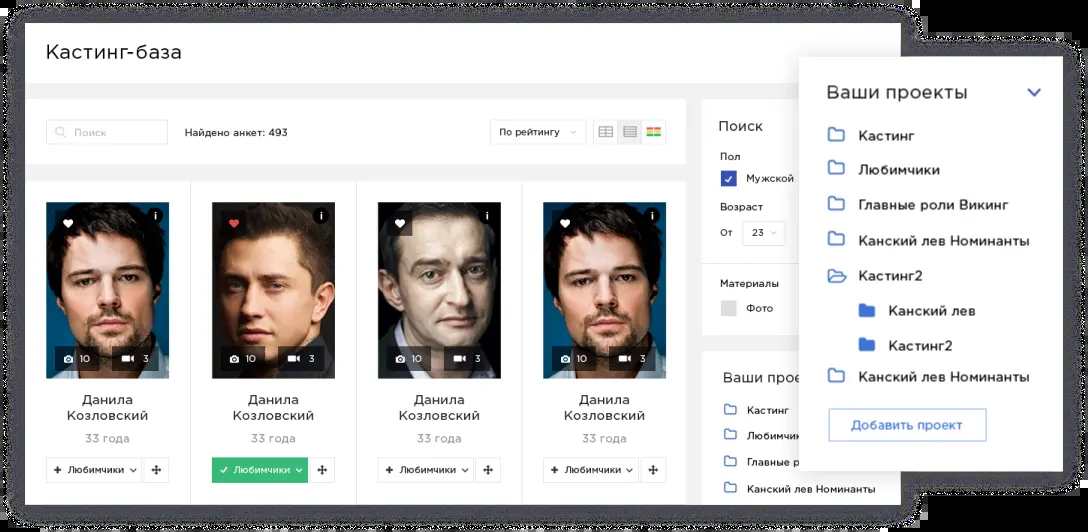 Кастинг-база
Поиск
Найдено анкет: 493
По рейтингу
i
i
i
i
10
3
10
3
10
3
10
3
Данила
Козловский
Данила
Козловский
Данила
Козловский
Данила
Козловский
33 года
33 года
33 года
33 года
+ Любимчики
Любимчики
+ Любимчики
+ Любимчики
Поиск
Пол
Мужской
Возраст
От
23
Материалы
Фото
Ваши
Кастинг
Главные
Канский лев Номинанты
Ваши проекты
Кастинг
Любимчики
Главные роли Викинг
Канский лев Номинанты
Кастинг2
Канский лев
Кастинг2
Канский лев Номинанты
Добавить проект